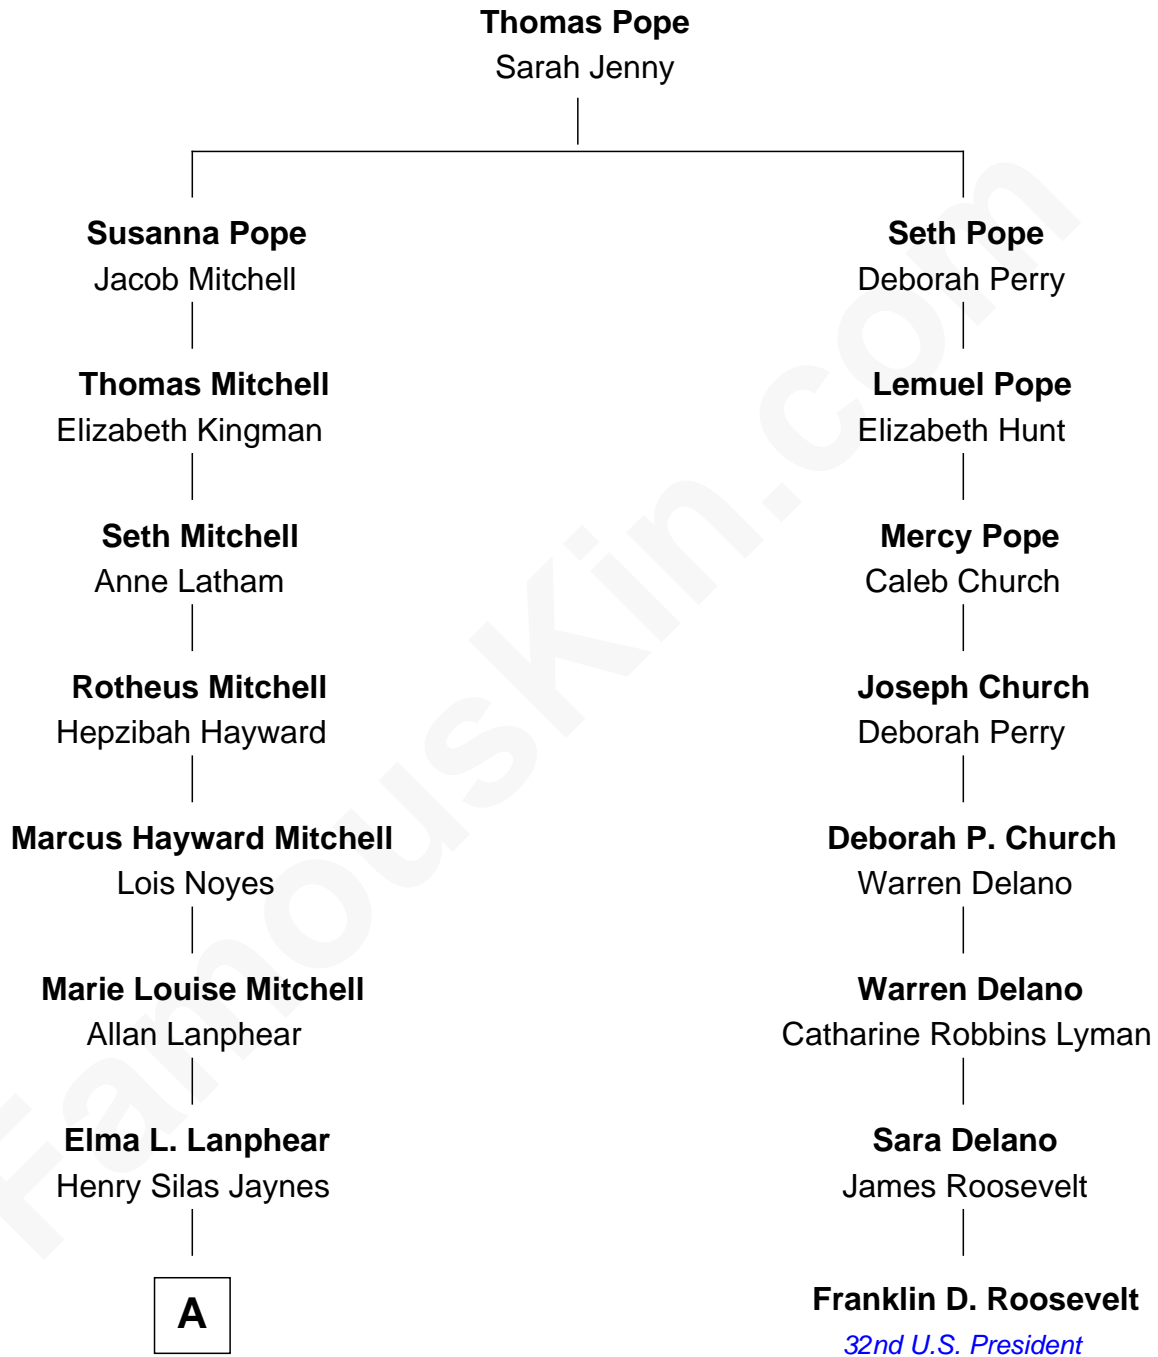 Thomas Pope
Sarah Jenny
Susanna Pope
Jacob Mitchell
Thomas Mitchell
Elizabeth Kingman
Seth Mitchell
Anne Latham
Rotheus Mitchell
Hepzibah Hayward
Marcus Hayward Mitchell
Lois Noyes
Marie Louise Mitchell
Allan Lanphear
Elma L. Lanphear
Henry Silas Jaynes
A
Seth Pope
Deborah Perry
Lemuel Pope
Elizabeth Hunt
Mercy Pope
Caleb Church
Joseph Church
Deborah Perry
Deborah P. Church
Warren Delano
Warren Delano
Catharine Robbins Lyman
Sara Delano
James Roosevelt
Franklin D. Roosevelt
32nd U.S. President
FamousKin.com